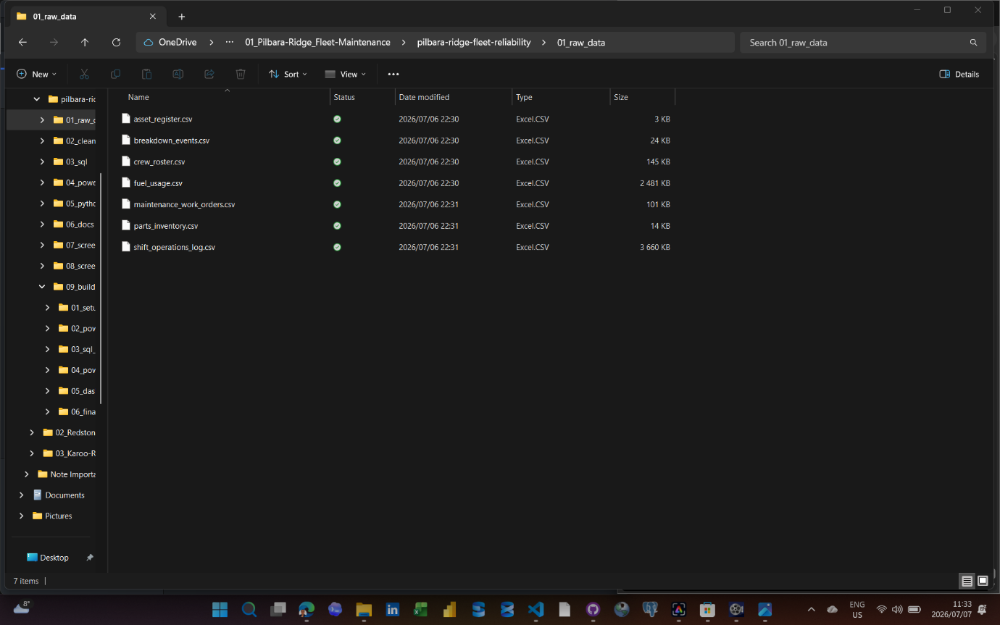 01_raw_data
OneDrive > ... 01_Pilbara-Ridge_Fleet-Maintenance > pilbara-ridge-fleet-reliability > 01_raw_data
Search 01_raw_data
New
Sort
View
...
Details
pilbara-ric
01_raw_c
02_clean
03_sql
04_powe
05_pythc
06_docs
07_scree
08_scree
09_build
01_setu
02_pov
03_sql_
04_pov
05_das
06_fina
02_Redston
03_Karoo-R
Note Importa
Documents
Pictures
Desktop
Name Status Date modified Type Size
asset_register.csv 2026/07/06 22:30 Excel.CSV 3 KB
breakdown_events.csv 2026/07/06 22:30 Excel.CSV 24 KB
crew_roster.csv 2026/07/06 22:30 Excel.CSV 145 KB
fuel_usage.csv 2026/07/06 22:30 Excel.CSV 2 481 KB
maintenance_work_orders.csv 2026/07/06 22:31 Excel.CSV 101 KB
parts_inventory.csv 2026/07/06 22:31 Excel.CSV 14 KB
shift_operations_log.csv 2026/07/06 22:31 Excel.CSV 3 660 KB
7 items
8°
in
ENG
US
11:33
2026/07/07